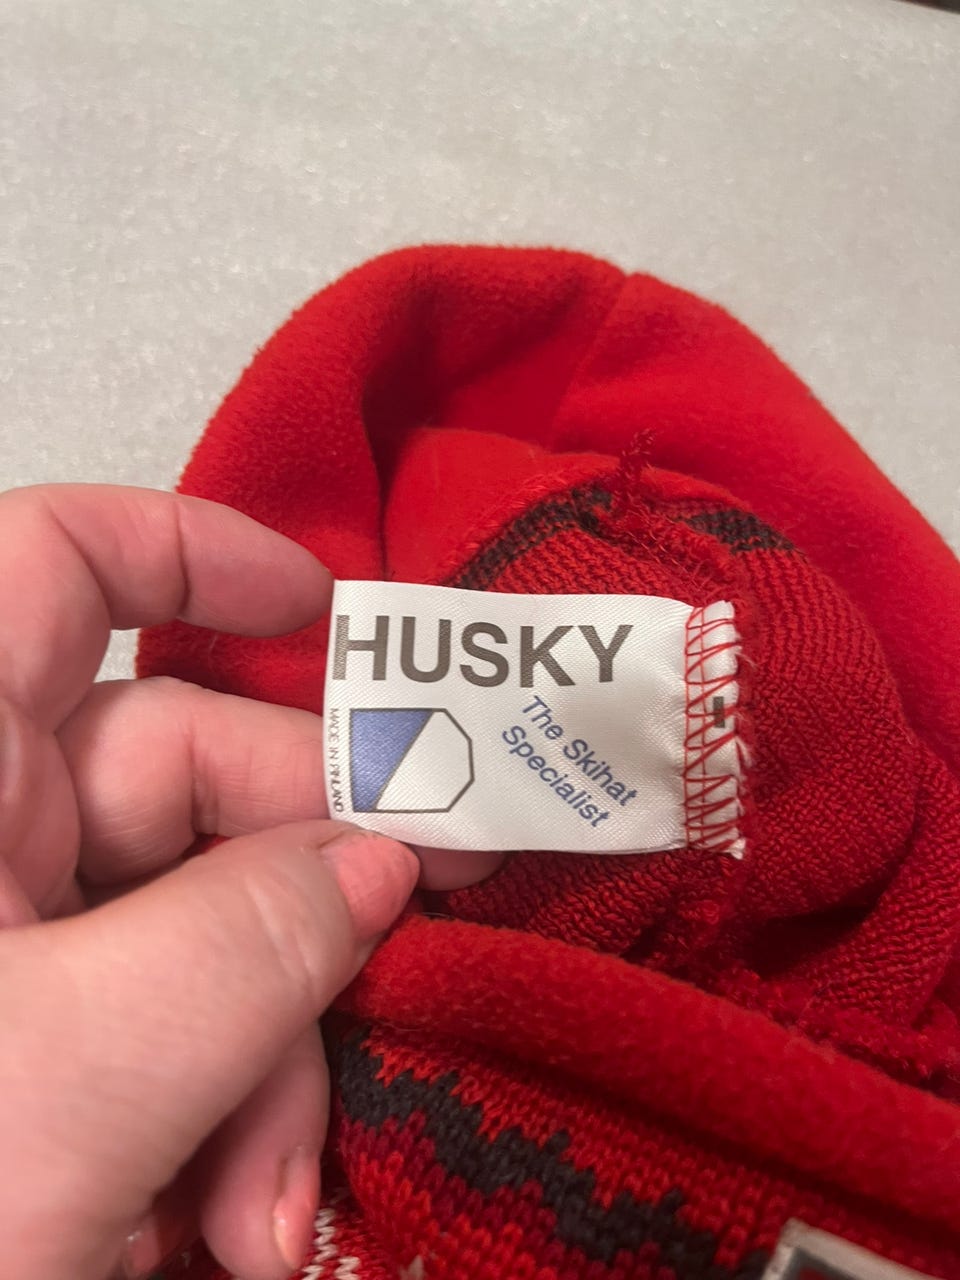 HUSKY
The Skihat
Specialist
MADE IN FINLAND